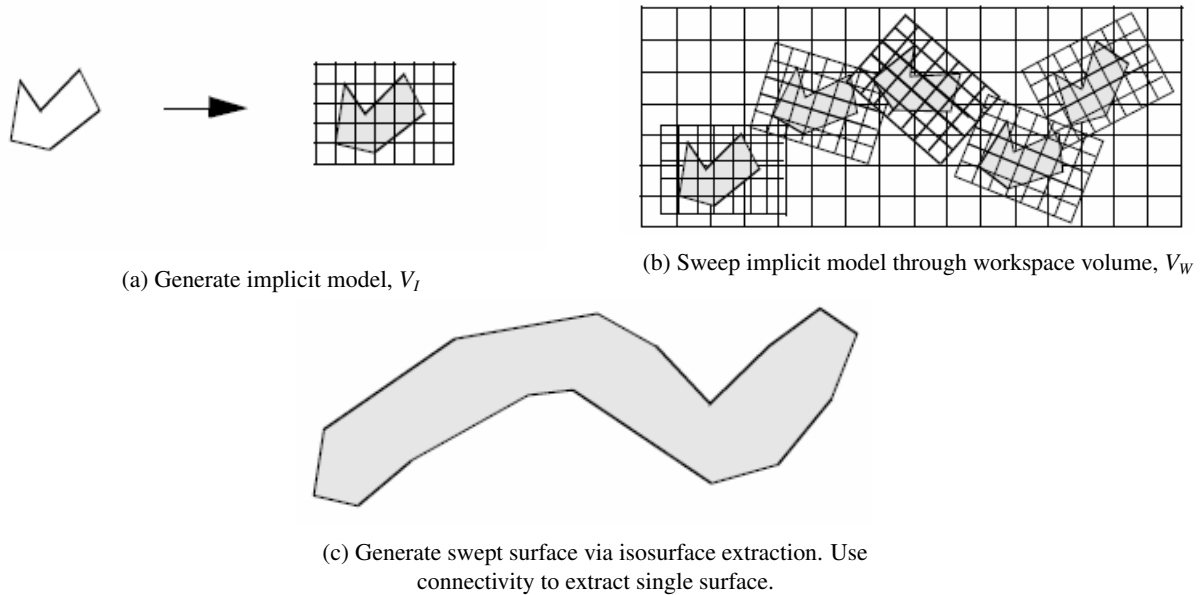 (a) Generate implicit model, V_I
(b) Sweep implicit model through workspace volume, V_W
(c) Generate swept surface via isosurface extraction. Use
connectivity to extract single surface.